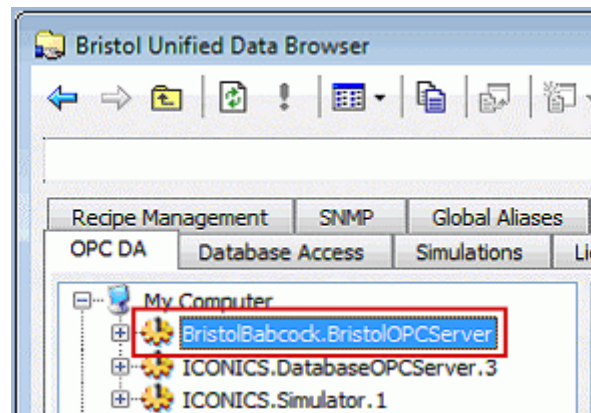 Bristol Unified Data Browser
Recipe Management SNMP Global Aliases
OPC DA Database Access Simulations
My Computer
BristolBabcock.BristolOPCServer
ICONICS.DatabaseOPCServer.3
ICONICS.Simulator.1